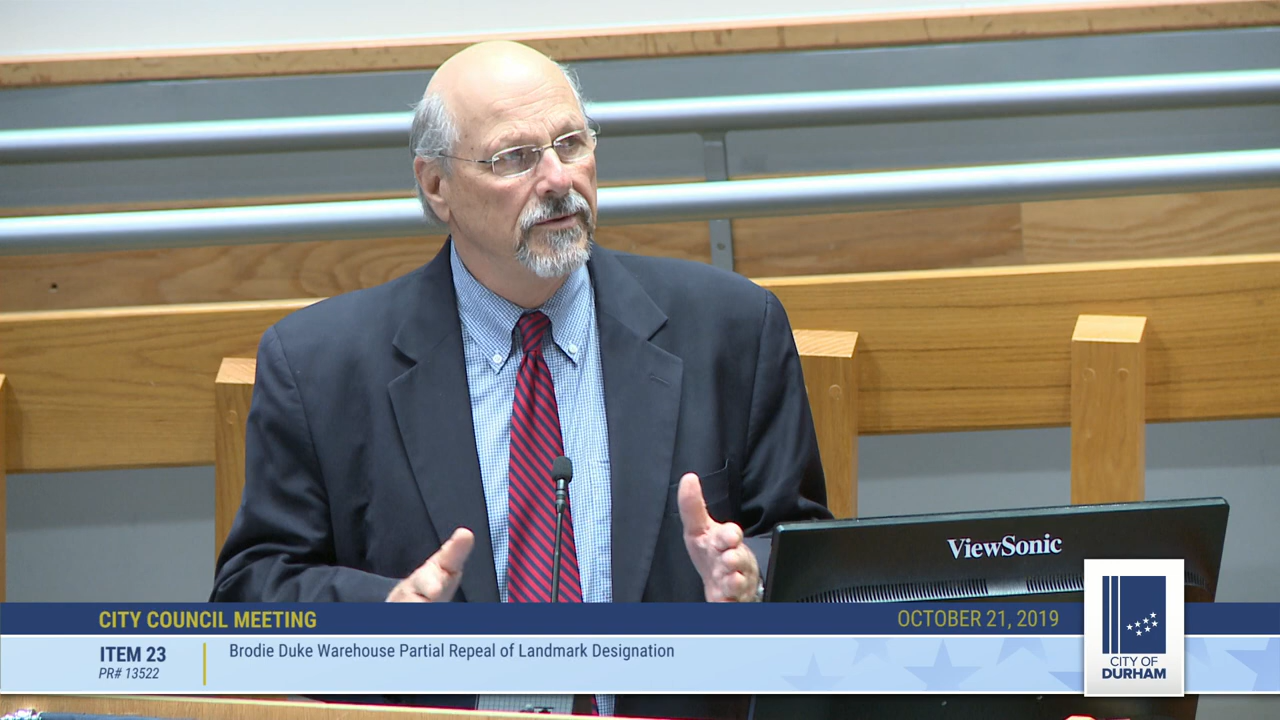 ViewSonic
CITY COUNCIL MEETING
OCTOBER 21, 2019
ITEM 23
PR# 13522
Brodie Duke Warehouse Partial Repeal of Landmark Designation
CITY OF
DURHAM